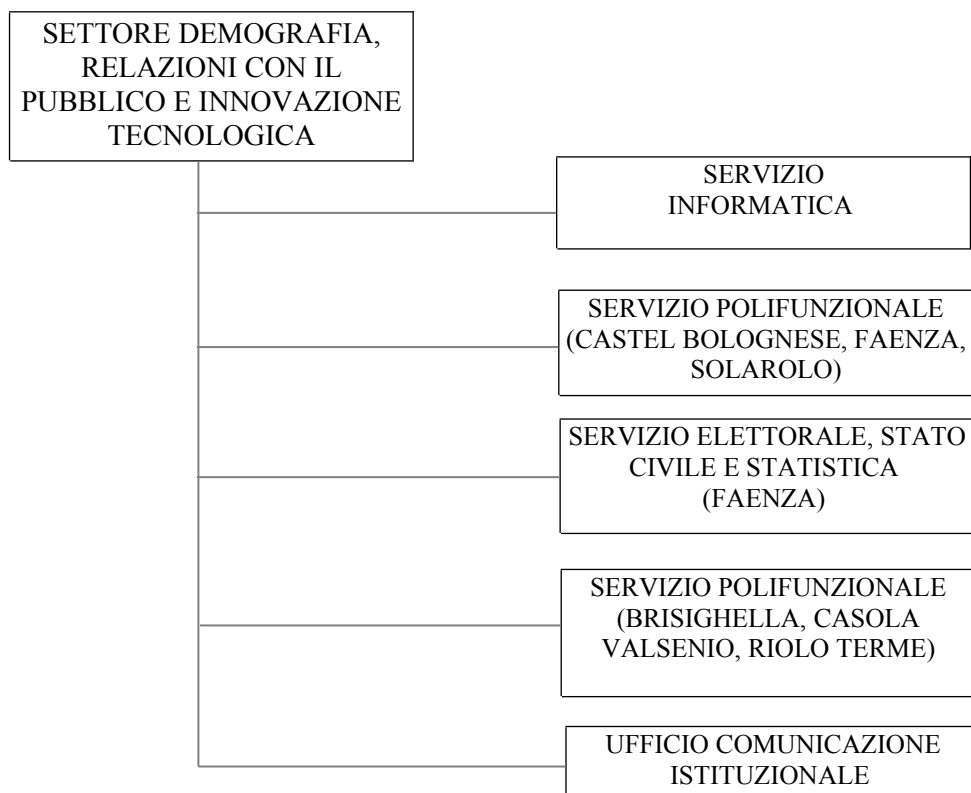 SETTORE DEMOGRAFIA,
RELAZIONI CON IL
PUBBLICO E INNOVAZIONE
TECNOLOGICA
SERVIZIO
INFORMATICA
SERVIZIO POLIFUNZIONALE
(CASTEL BOLOGNESE, FAENZA,
SOLAROLO)
SERVIZIO ELETTORALE, STATO
CIVILE E STATISTICA
(FAENZA)
SERVIZIO POLIFUNZIONALE
(BRISIGHELLA, CASOLA
VALSENIO, RIOLO TERME)
UFFICIO COMUNICAZIONE
ISTITUZIONALE